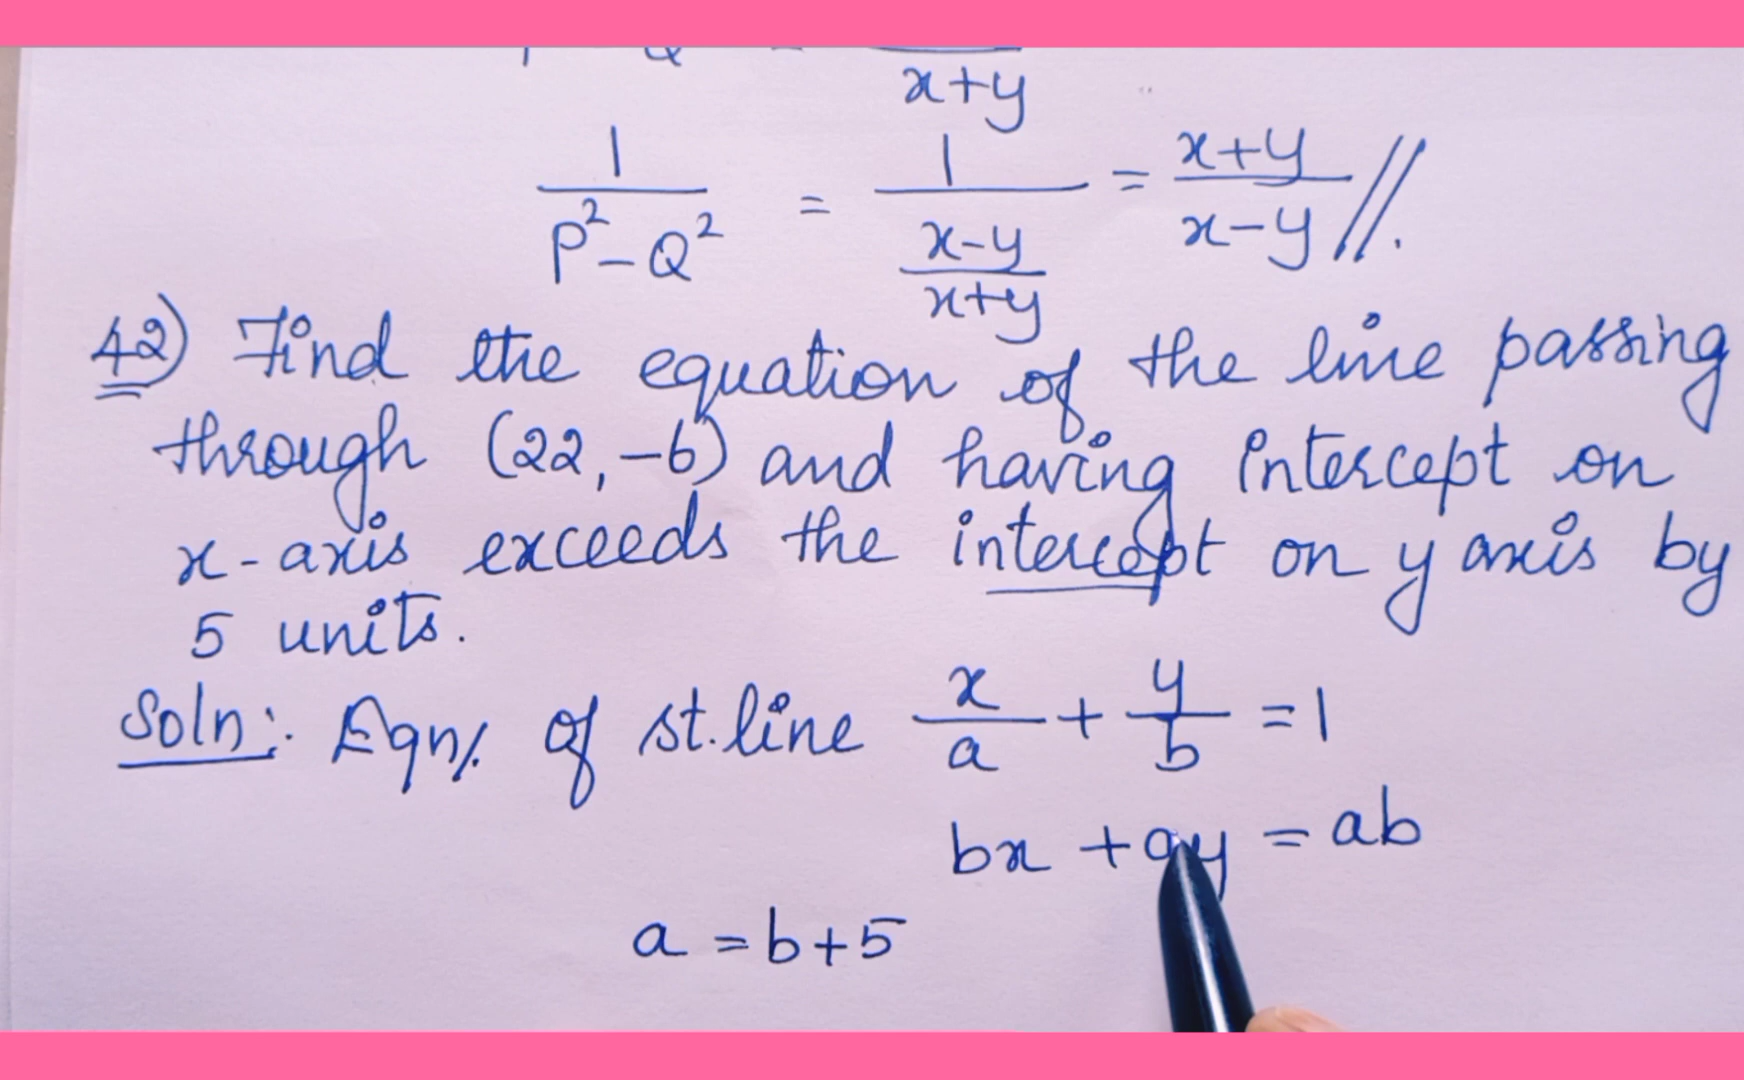 x+y
1/(P²-Q²) = 1/((x-y)/(x+y)) = (x+y)/(x-y) //.
42) Find the equation of the line passing
through (22,-6) and having intercept on
x-axis exceeds the intercept on y axis by
5 units.
Soln: Eqn/. of st.line x/a + y/b = 1
bx + ay = ab
a = b+5